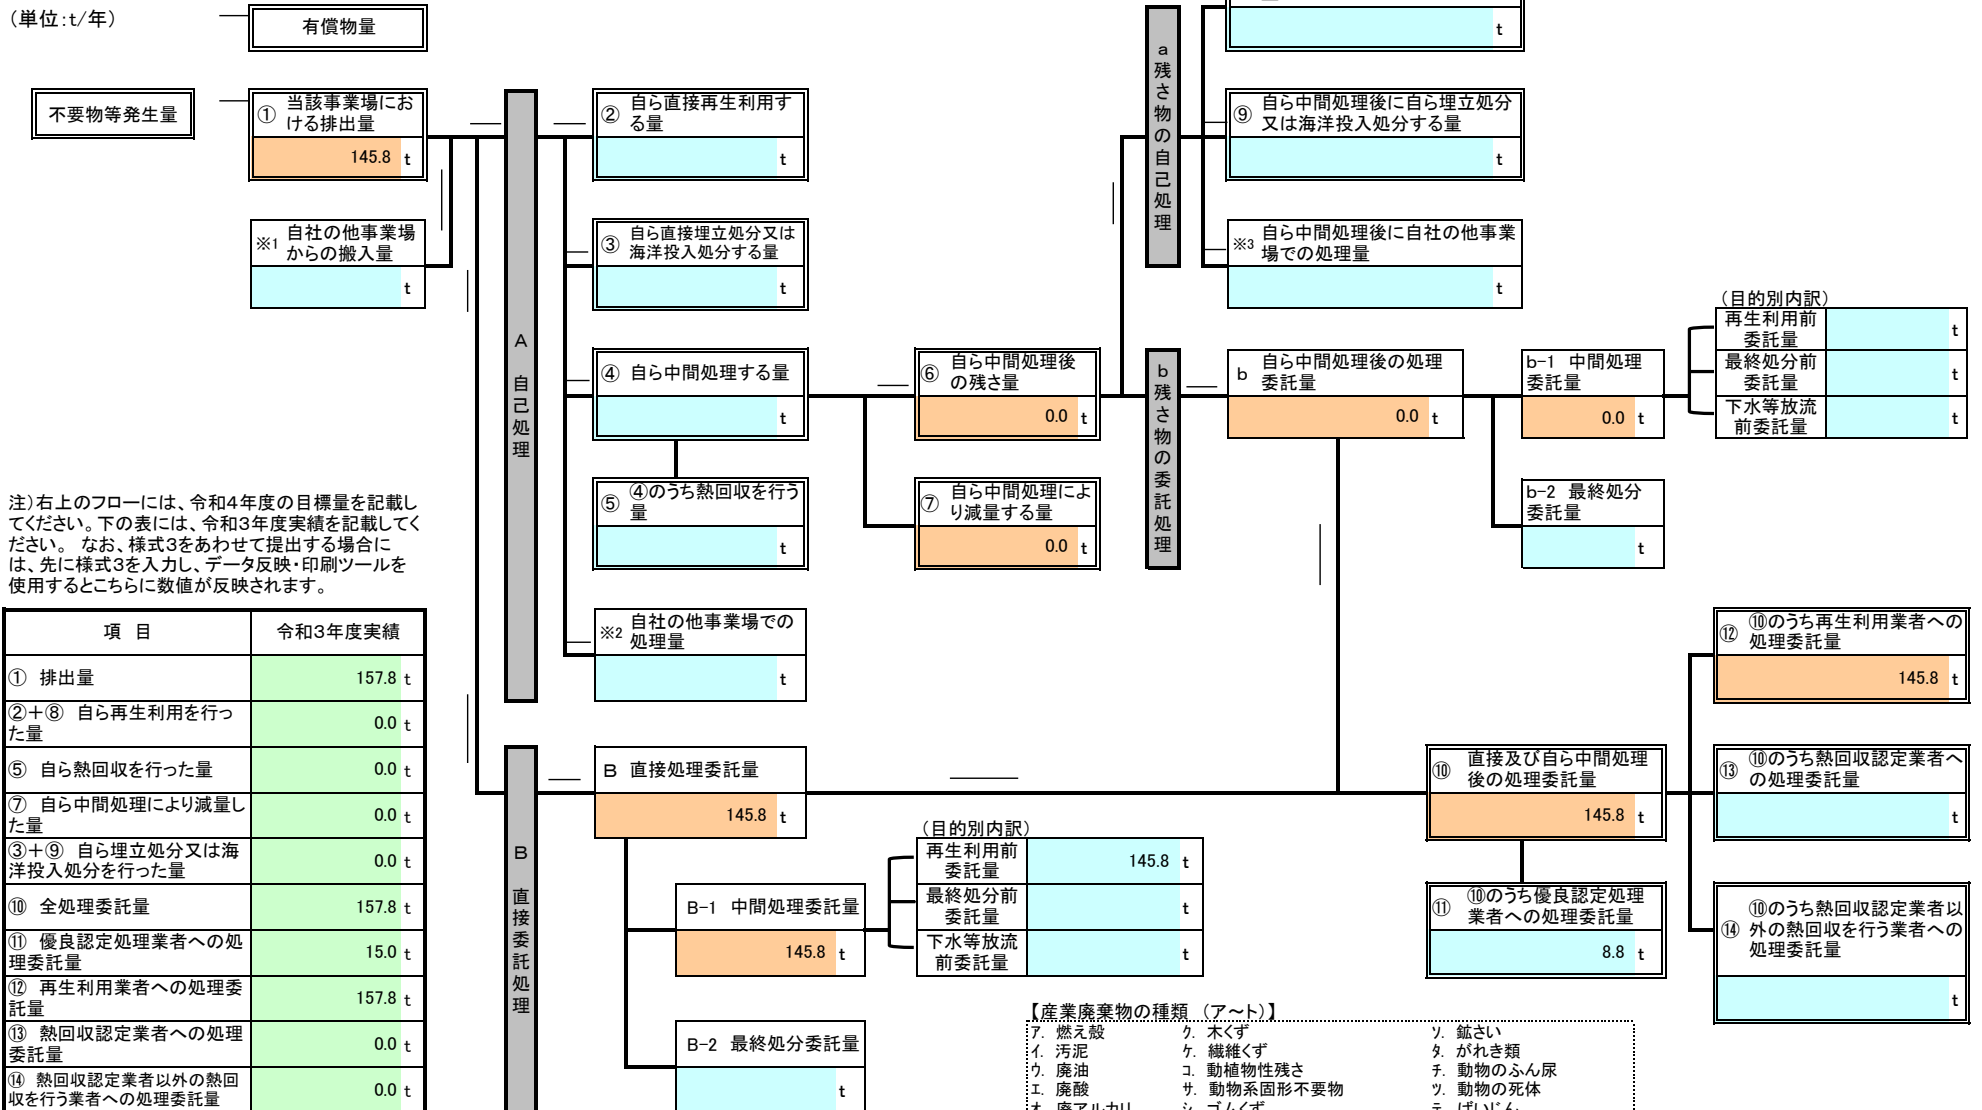 （単位：t/年）
有償物量
t
不要物等発生量
① 当該事業場にお
ける排出量
145.8 t
※1 自社の他事業場
からの搬入量
t
A 自己処理
② 自ら直接再生利用す
る量
t
③ 自ら直接埋立処分又は
海洋投入処分する量
t
④ 自ら中間処理する量
t
⑤ ④のうち熱回収を行う
量
t
※2 自社の他事業場での
処理量
t
⑥ 自ら中間処理後
の残さ量
0.0 t
⑦ 自ら中間処理によ
り減量する量
0.0 t
a 残さ物の自己処理
⑨ 自ら中間処理後に自ら埋立処分
又は海洋投入処分する量
t
※3 自ら中間処理後に自社の他事業
場での処理量
t
b 残さ物の委託処理
b 自ら中間処理後の処理
委託量
0.0 t
b-1 中間処理
委託量
0.0 t
（目的別内訳）
再生利用前
委託量
t
最終処分前
委託量
t
下水等放流
前委託量
t
b-2 最終処分
委託量
t
注）右上のフローには、令和４年度の目標量を記載し
てください。下の表には、令和３年度実績を記載してく
ださい。 なお、様式３をあわせて提出する場合に
は、先に様式３を入力し、データ反映・印刷ツールを
使用するとこちらに数値が反映されます。
項 目 令和３年度実績
① 排出量 157.8 t
②＋⑧ 自ら再生利用を行っ
た量 0.0 t
⑤ 自ら熱回収を行った量 0.0 t
⑦ 自ら中間処理により減量し
た量 0.0 t
③＋⑨ 自ら埋立処分又は海
洋投入処分を行った量 0.0 t
⑩ 全処理委託量 157.8 t
⑪ 優良認定処理業者への処
理委託量 15.0 t
⑫ 再生利用業者への処理委
託量 157.8 t
⑬ 熱回収認定業者への処理
委託量 0.0 t
⑭ 熱回収認定業者以外の熱回
収を行う業者への処理委託量 0.0 t
B 直接委託処理
B 直接処理委託量
145.8 t
B-1 中間処理委託量
145.8 t
（目的別内訳）
再生利用前
委託量
145.8 t
最終処分前
委託量
t
下水等放流
前委託量
t
B-2 最終処分委託量
t
⑩ 直接及び自ら中間処理
後の処理委託量
145.8 t
⑪ ⑩のうち優良認定処理
業者への処理委託量
8.8 t
⑫ ⑩のうち再生利用業者への
処理委託量
145.8 t
⑬ ⑩のうち熱回収認定業者へ
の処理委託量
t
⑭ ⑩のうち熱回収認定業者以
外の熱回収を行う業者への
処理委託量
t
【産業廃棄物の種類 （ア～ト）】
ア. 燃え殻 ク. 木くず ソ. 鉱さい
イ. 汚泥 ケ. 繊維くず タ. がれき類
ウ. 廃油 コ. 動植物性残さ チ. 動物のふん尿
エ. 廃酸 サ. 動物系固形不要物 ツ. 動物の死体
オ. 廃アルカリ シ. ゴムくず テ. ばいじん